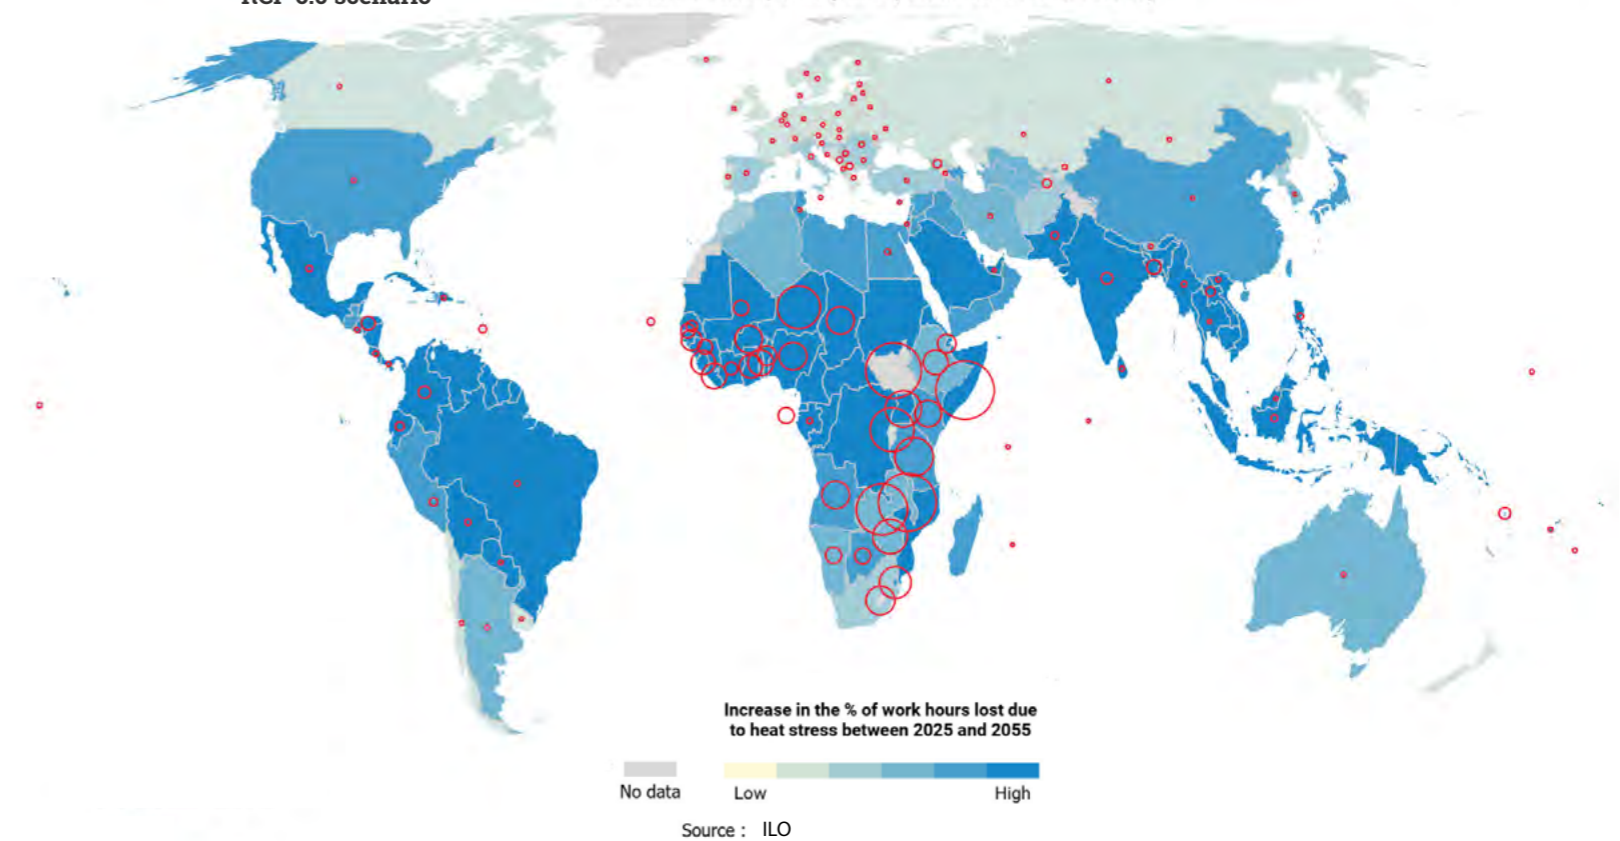 Increase in the % of work hours lost due
to heat stress between 2025 and 2055
No data
Low
High
Source : ILO